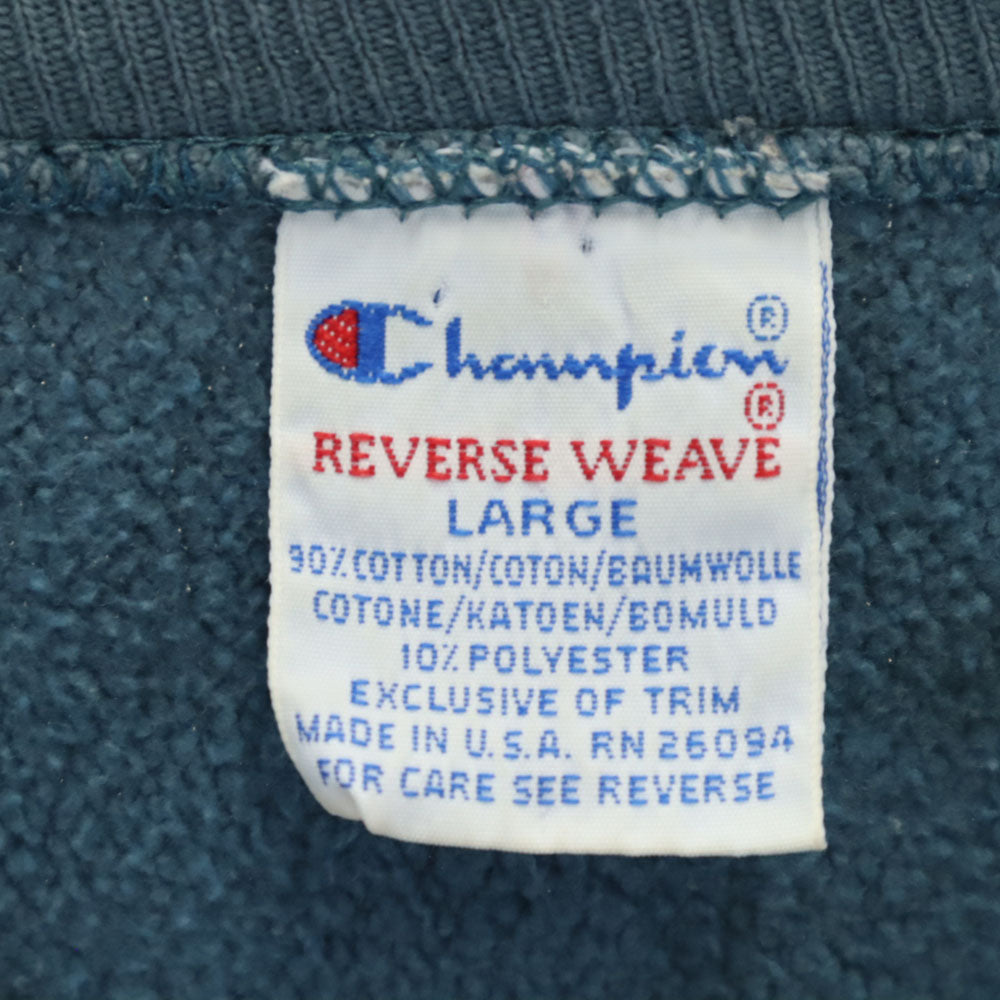 Champion®
REVERSE WEAVE®
LARGE
90% COTTON/COTON/BAUMWOLLE
COTONE/KATOEN/BOMULD
10% POLYESTER
EXCLUSIVE OF TRIM
MADE IN U.S.A. RN 26094
FOR CARE SEE REVERSE